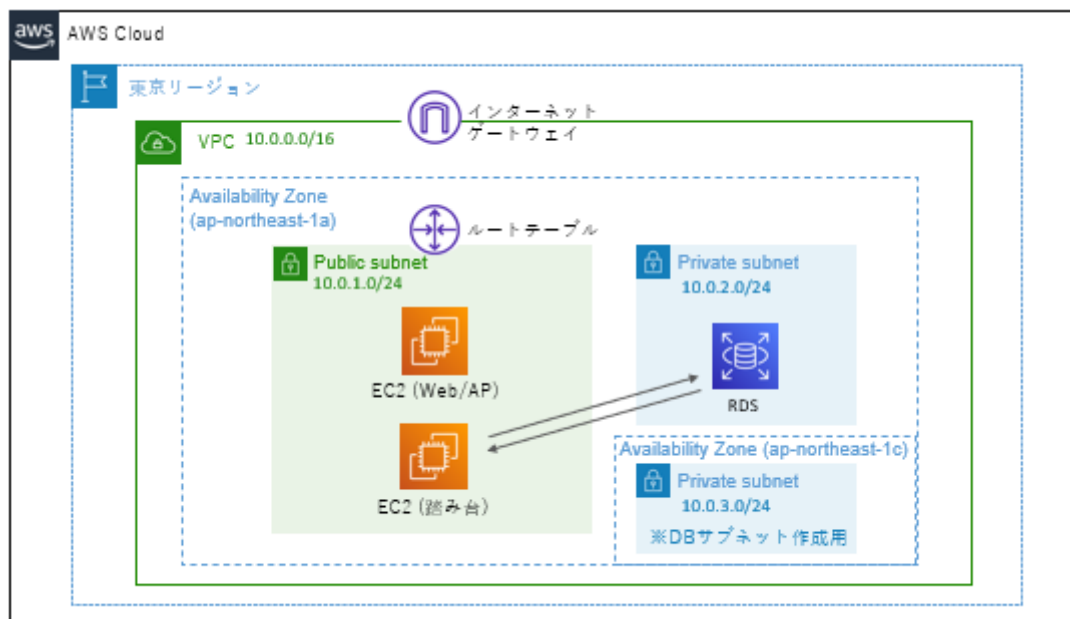 aws
AWS Cloud
東京リージョン
インターネット
ゲートウェイ
VPC 10.0.0.0/16
Availability Zone
(ap-northeast-1a)
ルートテーブル
Public subnet
10.0.1.0/24
Private subnet
10.0.2.0/24
EC2 (Web/AP)
RDS
EC2 (踏み台)
Availability Zone (ap-northeast-1c)
Private subnet
10.0.3.0/24
※DBサブネット作成用